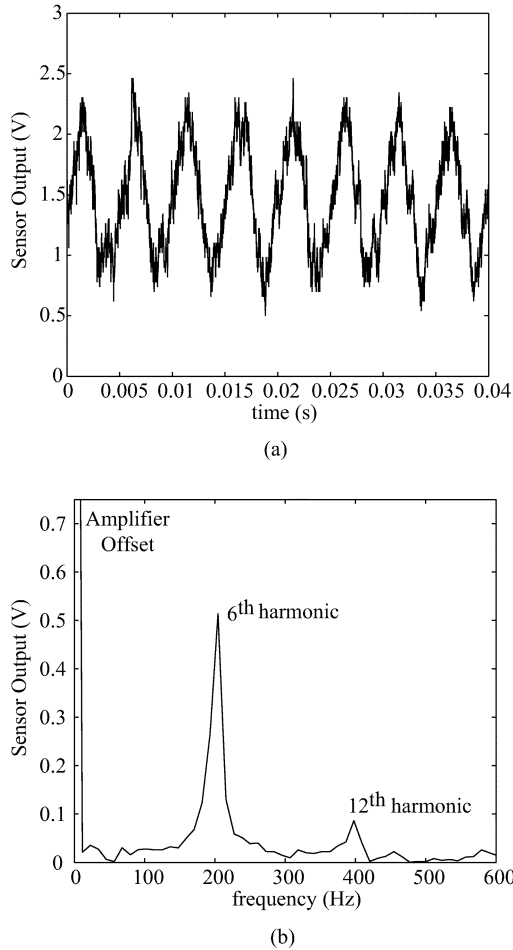 3
2.5
2
1.5
1
0.5
0
Sensor Output (V)
0 0.005 0.01 0.015 0.02 0.025 0.03 0.035 0.04
time (s)
(a)
0.7
0.6
0.5
0.4
0.3
0.2
0.1
0
Sensor Output (V)
Amplifier
Offset
6th harmonic
12th harmonic
0 100 200 300 400 500 600
frequency (Hz)
(b)